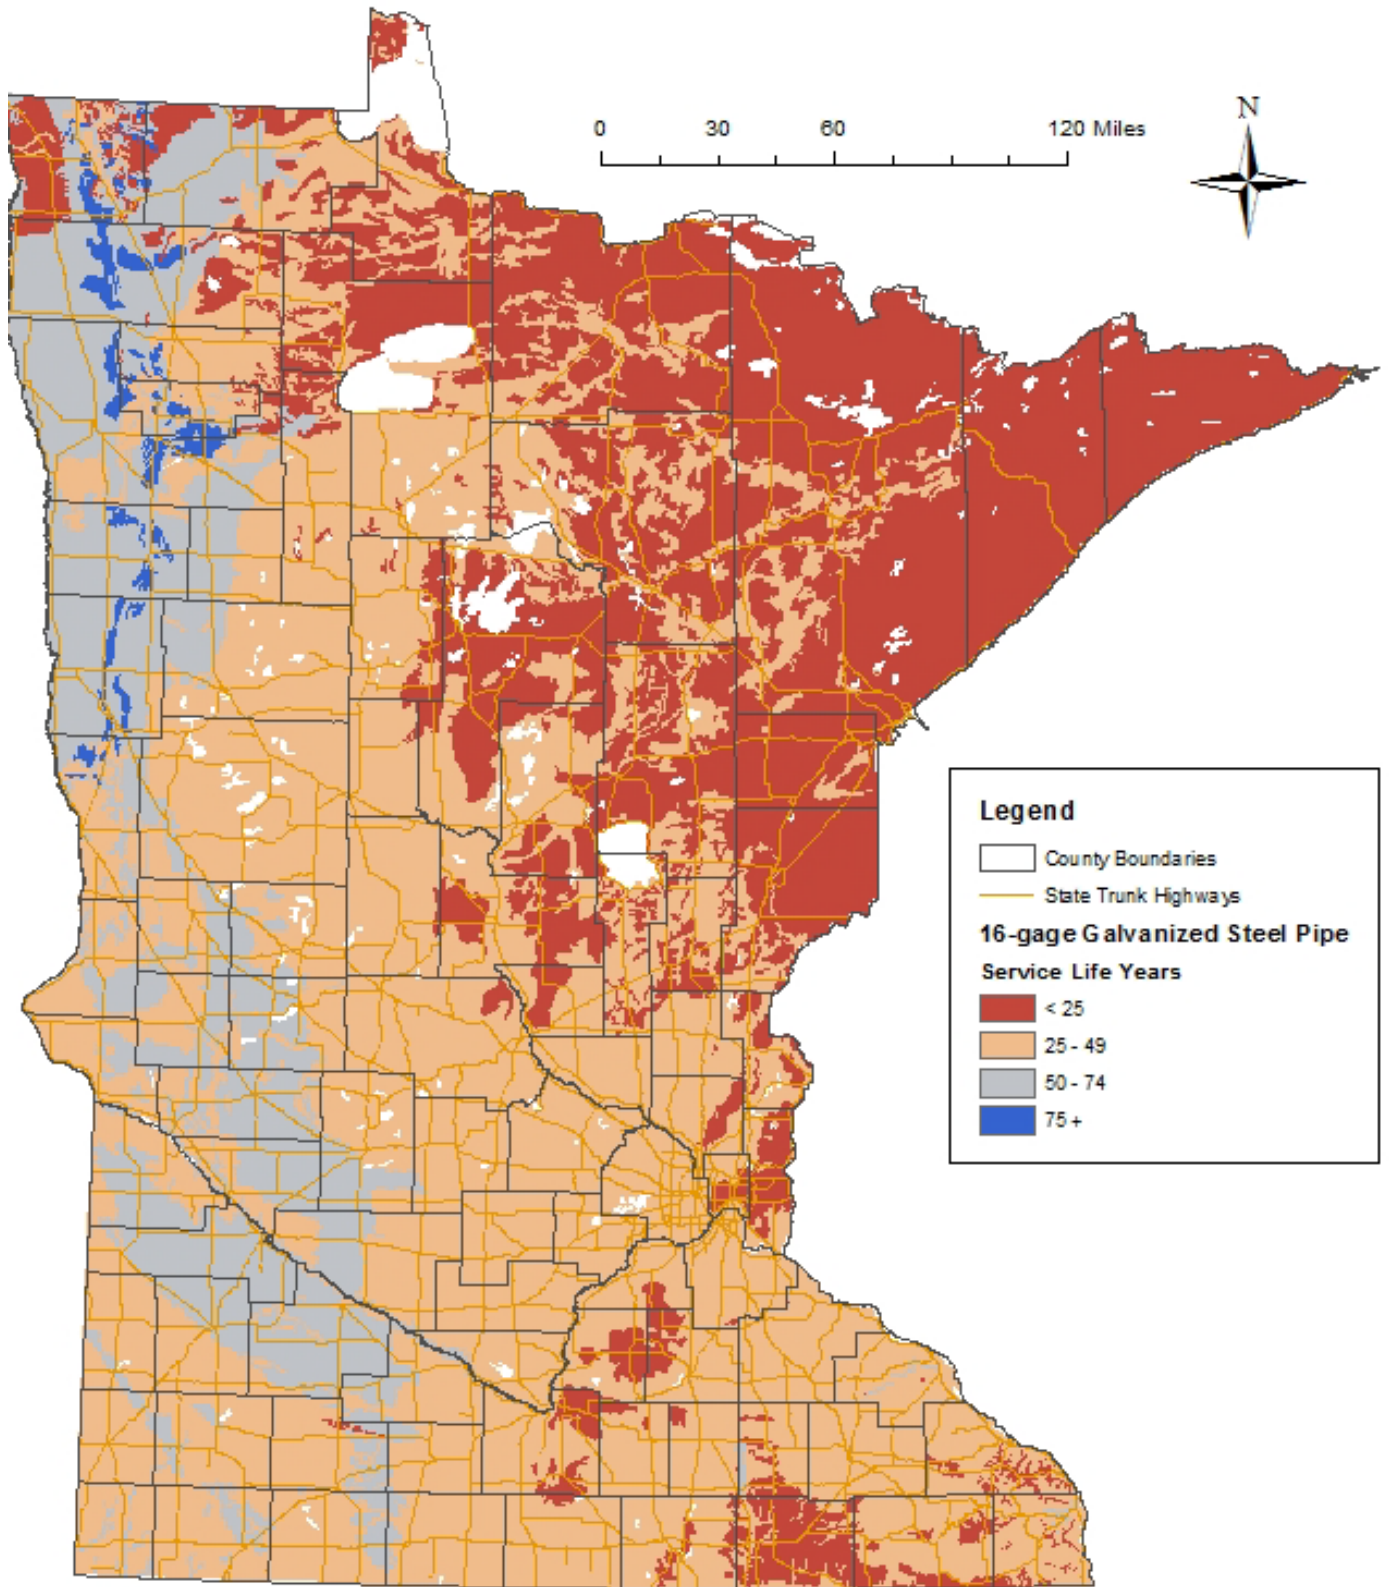 N
0 30 60 120 Miles
Legend
County Boundaries
State Trunk Highways
16-gage Galvanized Steel Pipe
Service Life Years
< 25
25 - 49
50 - 74
75 +